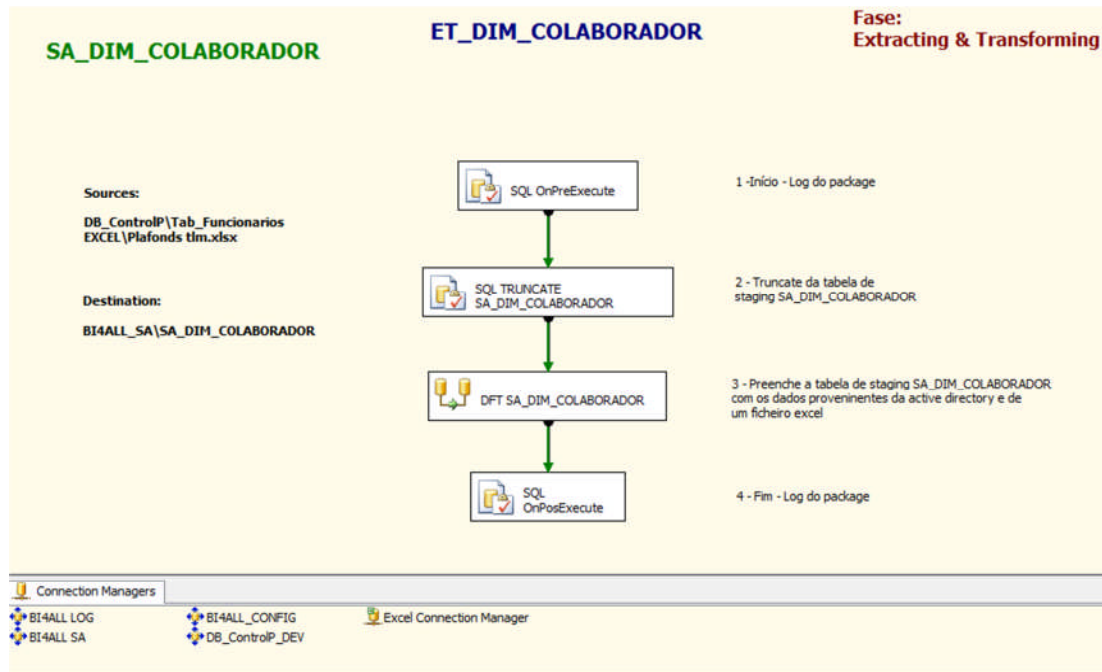 SA_DIM_COLABORADOR
ET_DIM_COLABORADOR
Fase:
Extracting & Transforming
Sources:
DB_ControlP\Tab_Funcionarios
EXCEL\Plafonds tlm.xlsx
Destination:
BI4ALL_SA\SA_DIM_COLABORADOR
SQL OnPreExecute
1 -Início - Log do package
SQL TRUNCATE
SA_DIM_COLABORADOR
2 - Truncate da tabela de
staging SA_DIM_COLABORADOR
DFT SA_DIM_COLABORADOR
3 - Preenche a tabela de staging SA_DIM_COLABORADOR
com os dados proveninentes da active directory e de
um ficheiro excel
SQL
OnPosExecute
4 - Fim - Log do package
Connection Managers
BI4ALL LOG
BI4ALL_CONFIG
Excel Connection Manager
BI4ALL SA
DB_ControlP_DEV